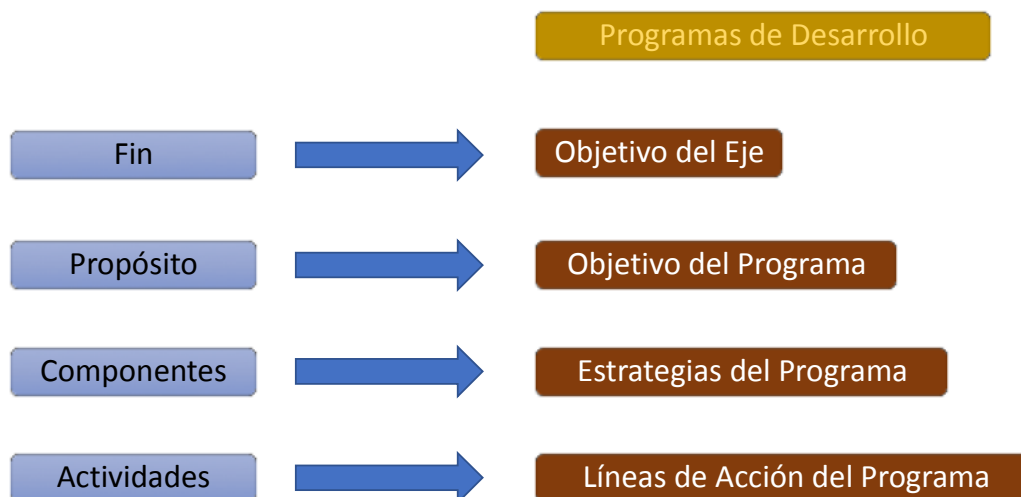 Programas de Desarrollo
Fin
Objetivo del Eje
Propósito
Objetivo del Programa
Componentes
Estrategias del Programa
Actividades
Líneas de Acción del Programa